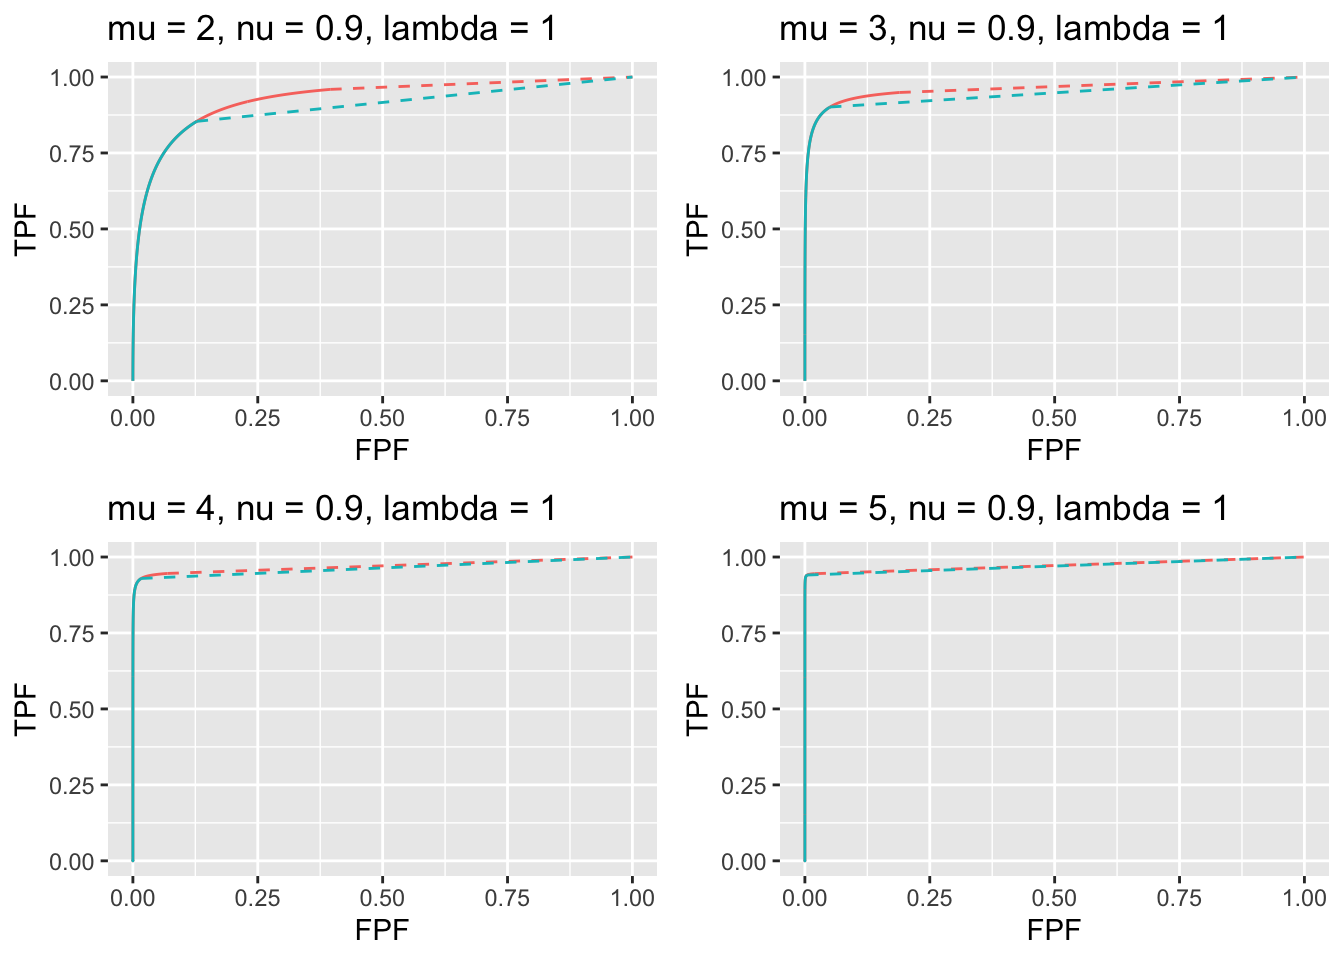 mu = 2, nu = 0.9, lambda = 1
1.00
0.75
0.50
0.25
0.00
TPF
0.00 0.25 0.50 0.75 1.00
FPF
mu = 3, nu = 0.9, lambda = 1
1.00
0.75
0.50
0.25
0.00
TPF
0.00 0.25 0.50 0.75 1.00
FPF
mu = 4, nu = 0.9, lambda = 1
1.00
0.75
0.50
0.25
0.00
TPF
0.00 0.25 0.50 0.75 1.00
FPF
mu = 5, nu = 0.9, lambda = 1
1.00
0.75
0.50
0.25
0.00
TPF
0.00 0.25 0.50 0.75 1.00
FPF